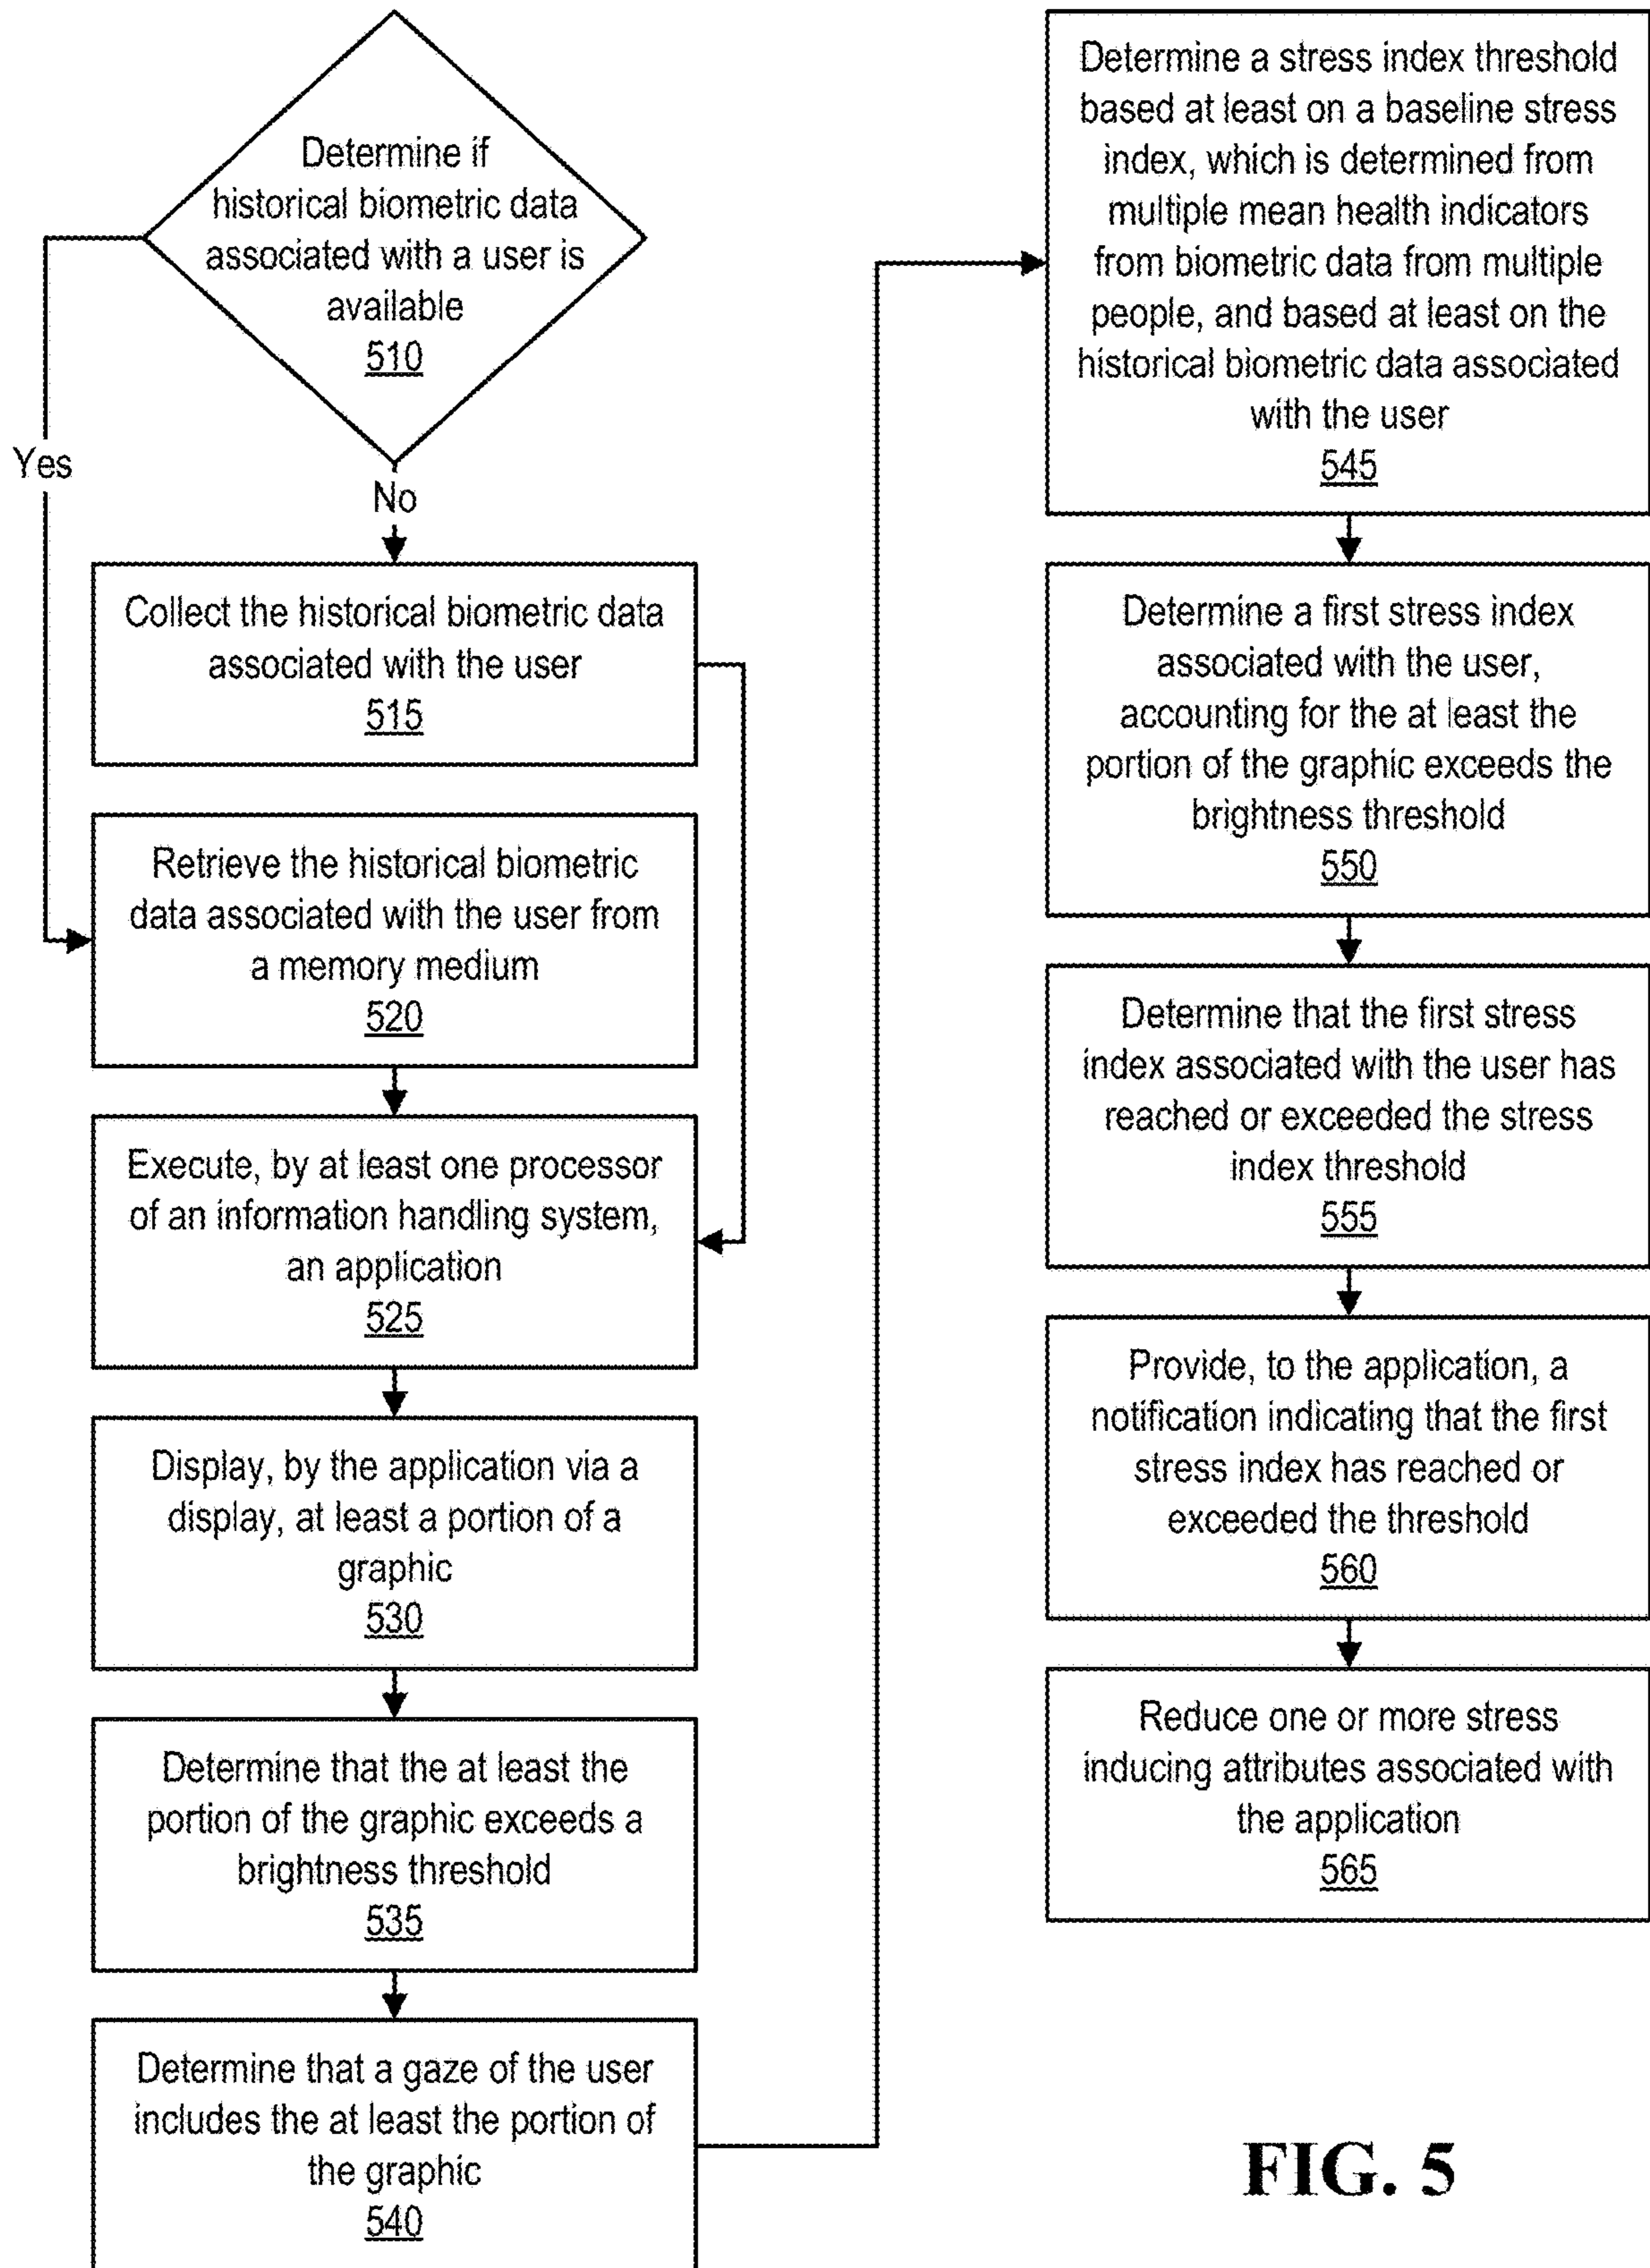 Determine if
historical biometric data
associated with a user is
available
510
Yes
No
Collect the historical biometric data
associated with the user
515
Retrieve the historical biometric
data associated with the user from
a memory medium
520
Execute, by at least one processor
of an information handling system,
an application
525
Display, by the application via a
display, at least a portion of a
graphic
530
Determine that the at least the
portion of the graphic exceeds a
brightness threshold
535
Determine that a gaze of the user
includes the at least the portion of
the graphic
540
Determine a stress index threshold
based at least on a baseline stress
index, which is determined from
multiple mean health indicators
from biometric data from multiple
people, and based at least on the
historical biometric data associated
with the user
545
Determine a first stress index
associated with the user,
accounting for the at least the
portion of the graphic exceeds the
brightness threshold
550
Determine that the first stress
index associated with the user has
reached or exceeded the stress
index threshold
555
Provide, to the application, a
notification indicating that the first
stress index has reached or
exceeded the threshold
560
Reduce one or more stress
inducing attributes associated with
the application
565
FIG. 5